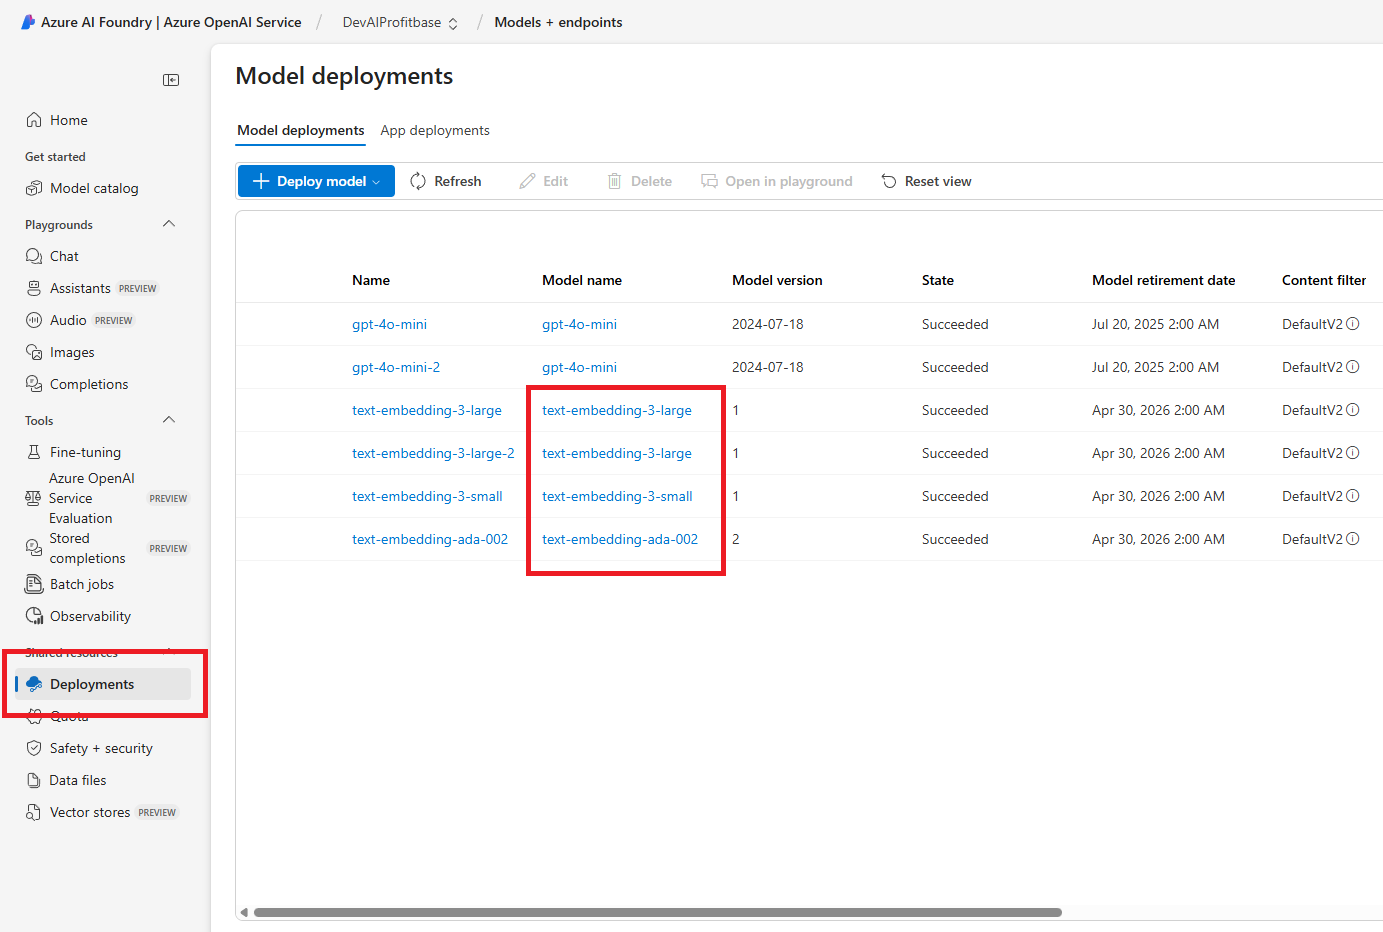 Azure AI Foundry | Azure OpenAI Service / DevAIProfitbase / Models + endpoints
Home
Get started
Model catalog
Playgrounds
Chat
Assistants PREVIEW
Audio PREVIEW
Images
Completions
Tools
Fine-tuning
Azure OpenAI
Service PREVIEW
Evaluation
Stored
completions PREVIEW
Batch jobs
Observability
Shared resources
Deployments
Quota
Safety + security
Data files
Vector stores PREVIEW
Model deployments
Model deployments App deployments
Deploy model Refresh Edit Delete Open in playground Reset view
Name Model name Model version State Model retirement date Content filter
gpt-4o-mini gpt-4o-mini 2024-07-18 Succeeded Jul 20, 2025 2:00 AM DefaultV2
gpt-4o-mini-2 gpt-4o-mini 2024-07-18 Succeeded Jul 20, 2025 2:00 AM DefaultV2
text-embedding-3-large text-embedding-3-large 1 Succeeded Apr 30, 2026 2:00 AM DefaultV2
text-embedding-3-large-2 text-embedding-3-large 1 Succeeded Apr 30, 2026 2:00 AM DefaultV2
text-embedding-3-small text-embedding-3-small 1 Succeeded Apr 30, 2026 2:00 AM DefaultV2
text-embedding-ada-002 text-embedding-ada-002 2 Succeeded Apr 30, 2026 2:00 AM DefaultV2